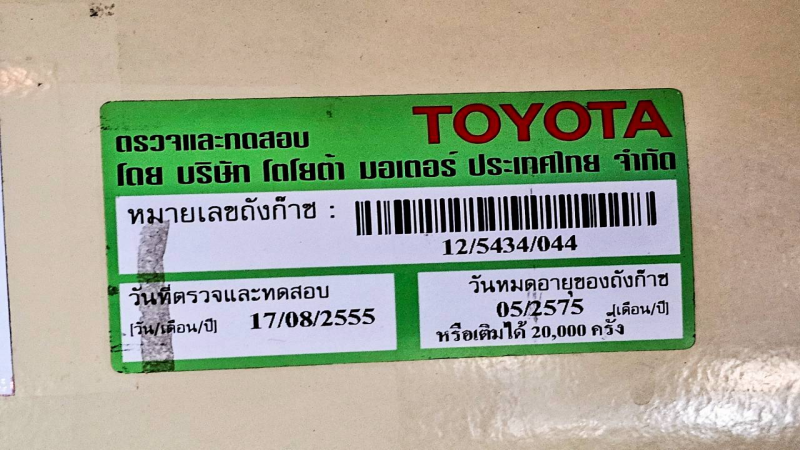 TOYOTA
ตรวจและทดสอบ
โดย บริษัท โตโยต้า มอเตอร์ ประเทศไทย จำกัด
หมายเลขถังก๊าซ :
12/5434/044
วันที่ตรวจและทดสอบ
[วัน/เดือน/ปี] 17/08/2555
วันหมดอายุของถังก๊าซ
05/2575 [เดือน/ปี]
หรือเติมได้ 20,000 ครั้ง